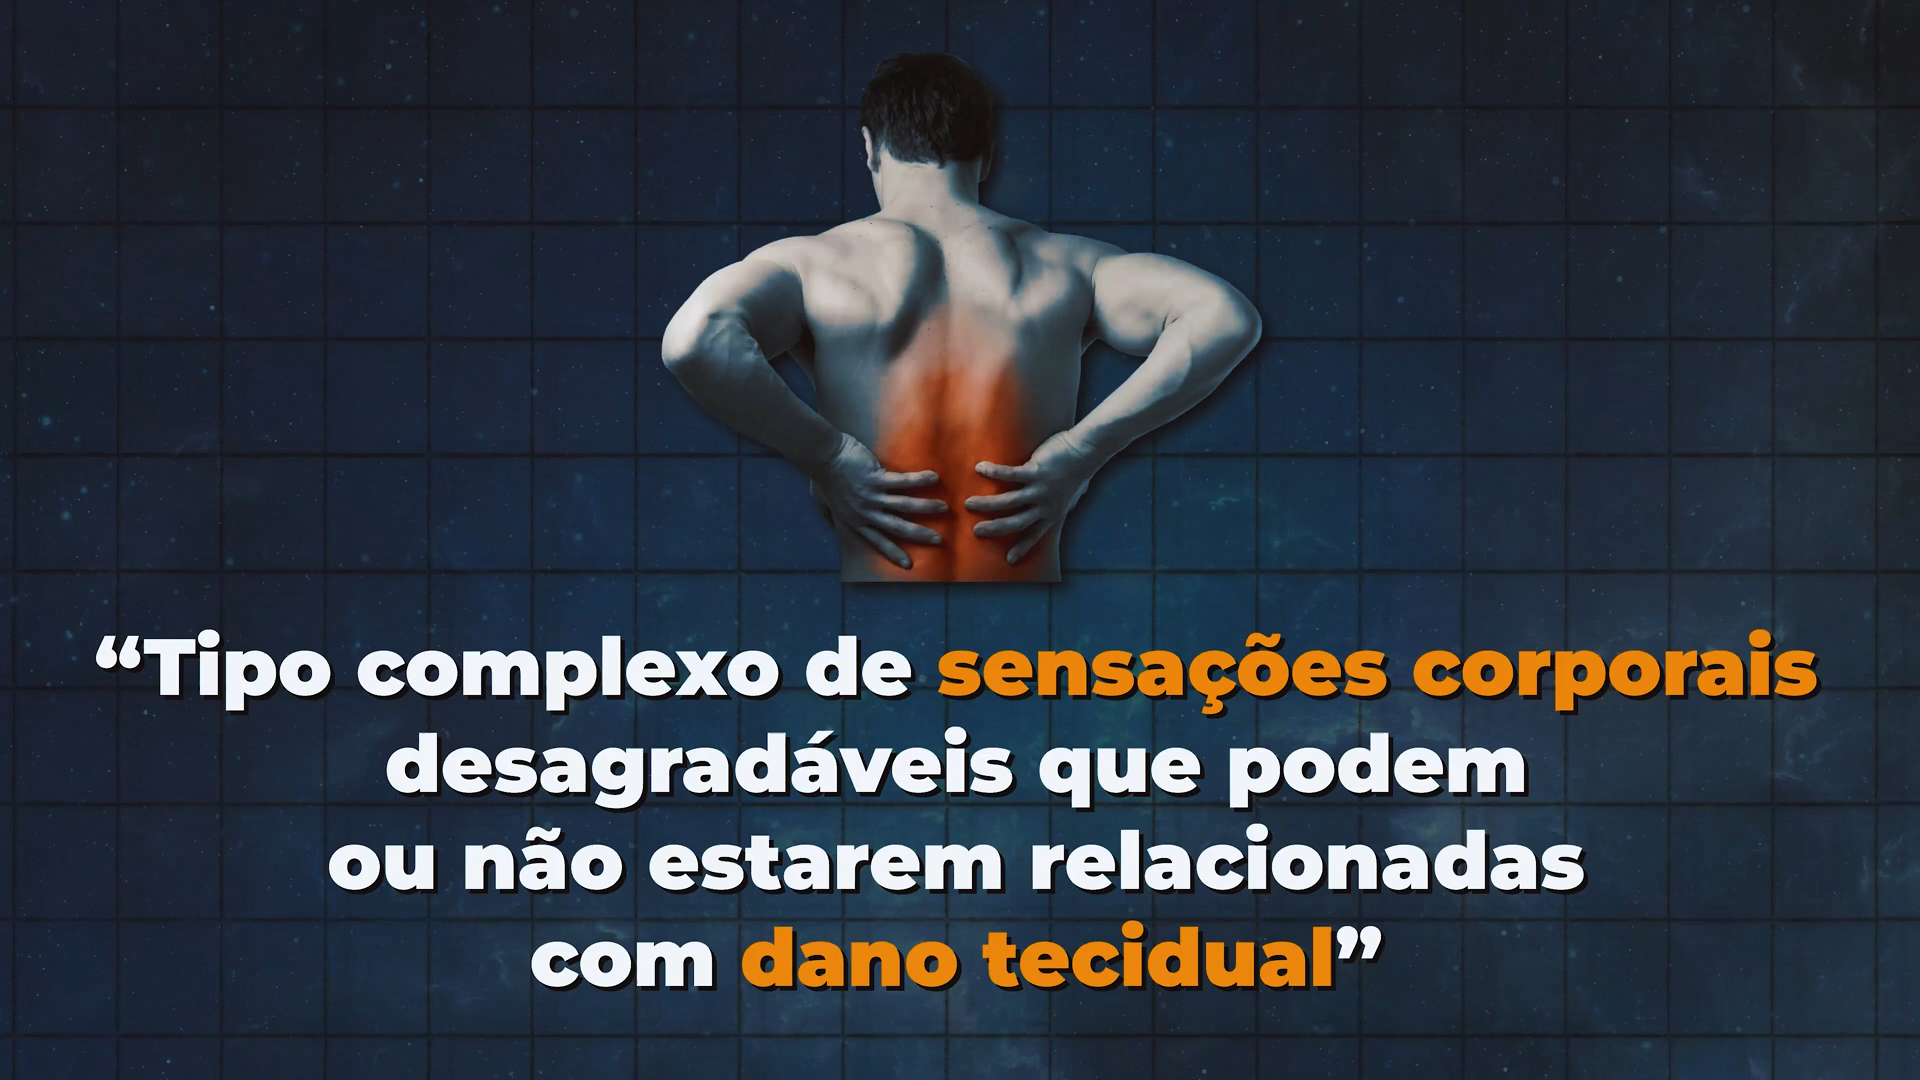 “Tipo complexo de sensações corporais
desagradáveis que podem
ou não estarem relacionadas
com dano tecidual”